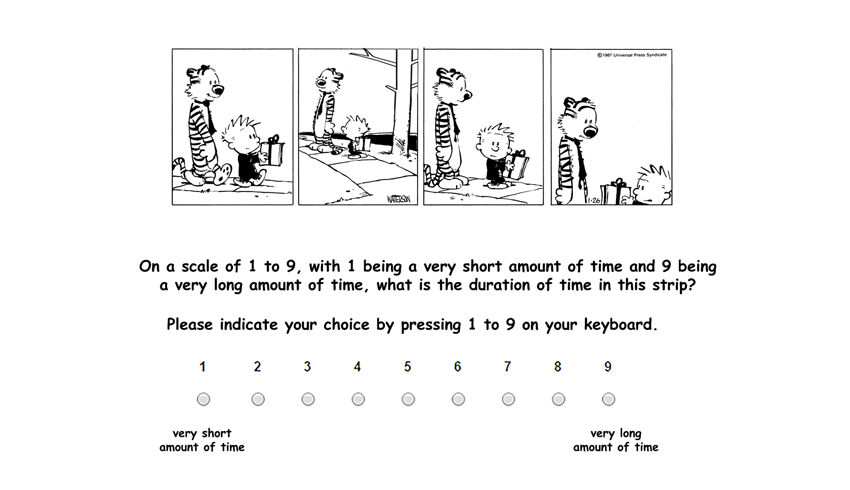 ©1987 Universal Press Syndicate
WATERSON
1-26
On a scale of 1 to 9, with 1 being a very short amount of time and 9 being
a very long amount of time, what is the duration of time in this strip?
Please indicate your choice by pressing 1 to 9 on your keyboard.
1 2 3 4 5 6 7 8 9
very short very long
amount of time amount of time